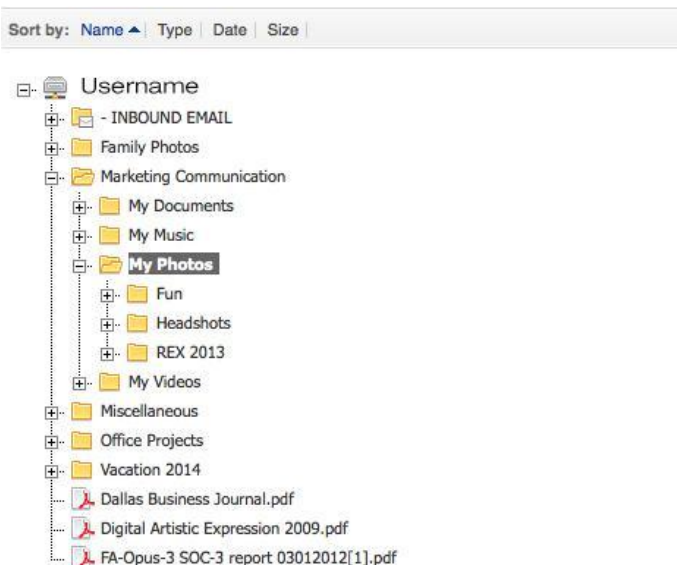 Sort by: Name Type Date Size
Username
- INBOUND EMAIL
Family Photos
Marketing Communication
My Documents
My Music
My Photos
Fun
Headshots
REX 2013
My Videos
Miscellaneous
Office Projects
Vacation 2014
Dallas Business Journal.pdf
Digital Artistic Expression 2009.pdf
FA-Opus-3 SOC-3 report 03012012[1].pdf